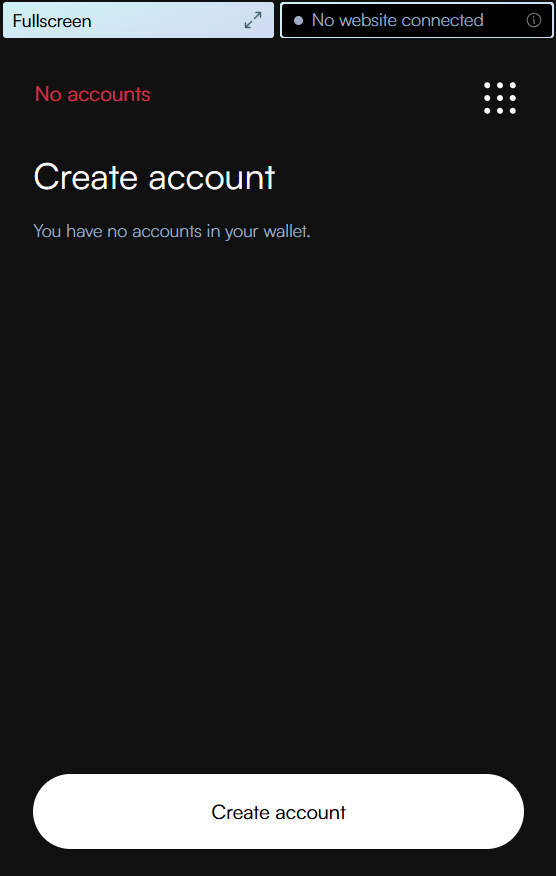 Fullscreen
No website connected
No accounts
Create account
You have no accounts in your wallet.
Create account